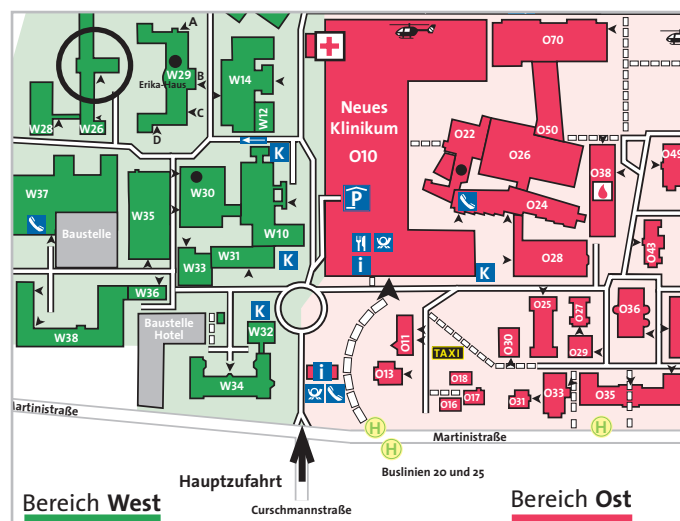 A
O70
W29
B
Erika-Haus
W14
C
W12
W28
W26
D
Neues
Klinikum
O10
O22
O50
O26
O38
O49
K
W37
W35
W30
P
O24
Baustelle
W10
W31
W33
K
i
K
O28
O43
W36
W38
Baustelle
Hotel
K
W32
W34
O25
O27
O36
O11
O30
O29
TAXI
i
O13
O18
O17
O16
O31
O33
O35
Martinistraße
H
H
H
Martinistraße
Buslinien 20 und 25
Hauptzufahrt
Curschmannstraße
Bereich West
Bereich Ost